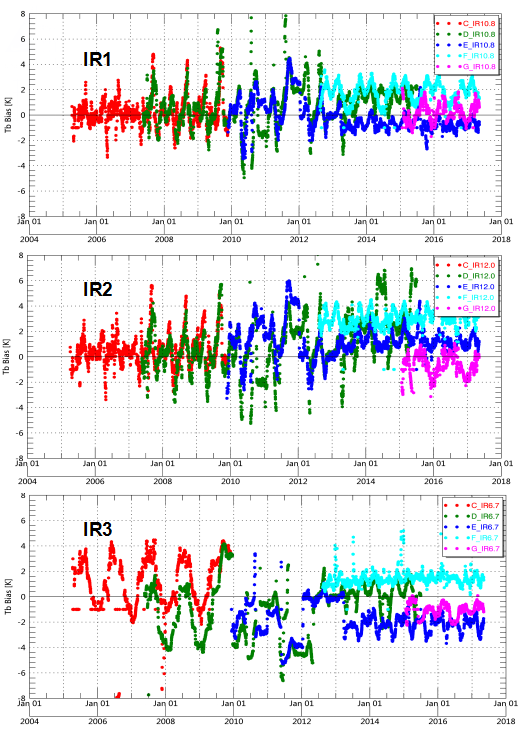 8
6
4
2
0
-2
-4
-6
-8
Tb Bias [K]
IR1
C_IR10.8
D_IR10.8
E_IR10.8
F_IR10.8
G_IR10.8
Jan 01 Jan 01 Jan 01 Jan 01 Jan 01 Jan 01 Jan 01 Jan 01
2004 2006 2008 2010 2012 2014 2016 2018
8
6
4
2
0
-2
-4
-6
-8
Tb Bias [K]
IR2
C_IR12.0
D_IR12.0
E_IR12.0
F_IR12.0
G_IR12.0
Jan 01 Jan 01 Jan 01 Jan 01 Jan 01 Jan 01 Jan 01 Jan 01
2004 2006 2008 2010 2012 2014 2016 2018
8
6
4
2
0
-2
-4
-6
-8
Tb Bias [K]
IR3
C_IR6.7
D_IR6.7
E_IR6.7
F_IR6.7
G_IR6.7
Jan 01 Jan 01 Jan 01 Jan 01 Jan 01 Jan 01 Jan 01 Jan 01
2004 2006 2008 2010 2012 2014 2016 2018